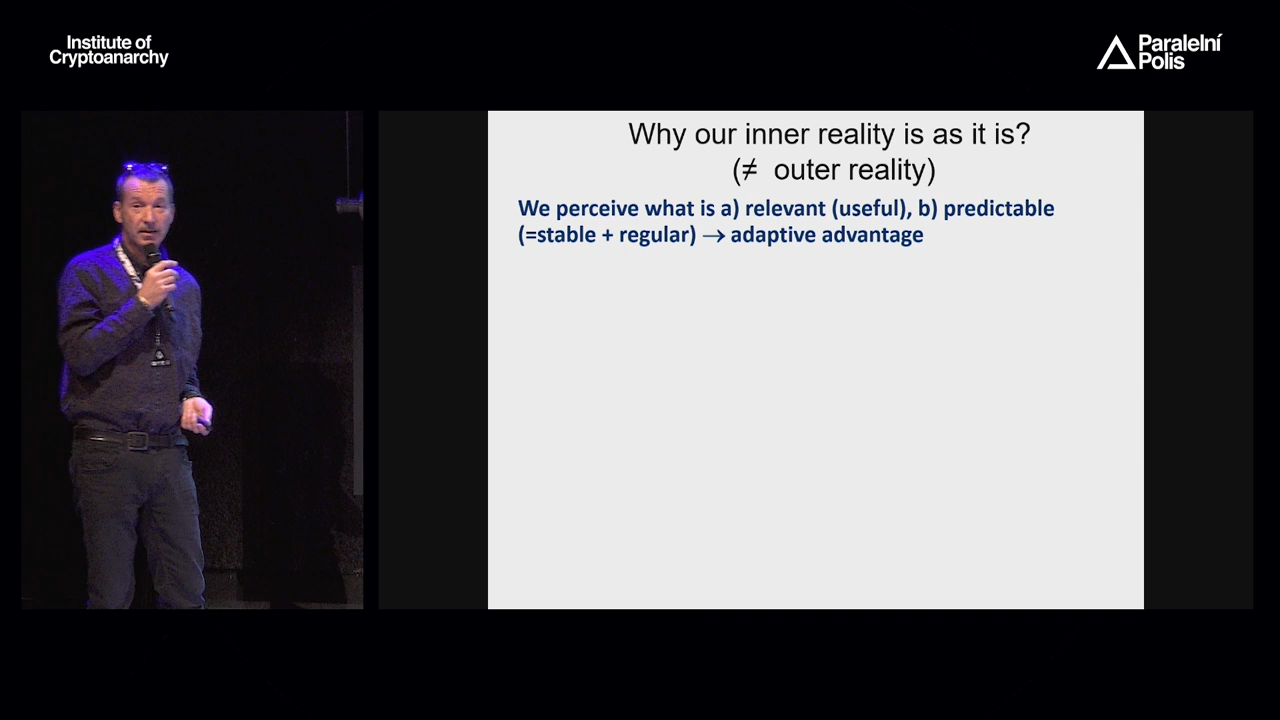 Institute of
Cryptoanarchy
Paralelní
Polis
Why our inner reality is as it is?
(≠ outer reality)
We perceive what is a) relevant (useful), b) predictable
(=stable + regular) → adaptive advantage